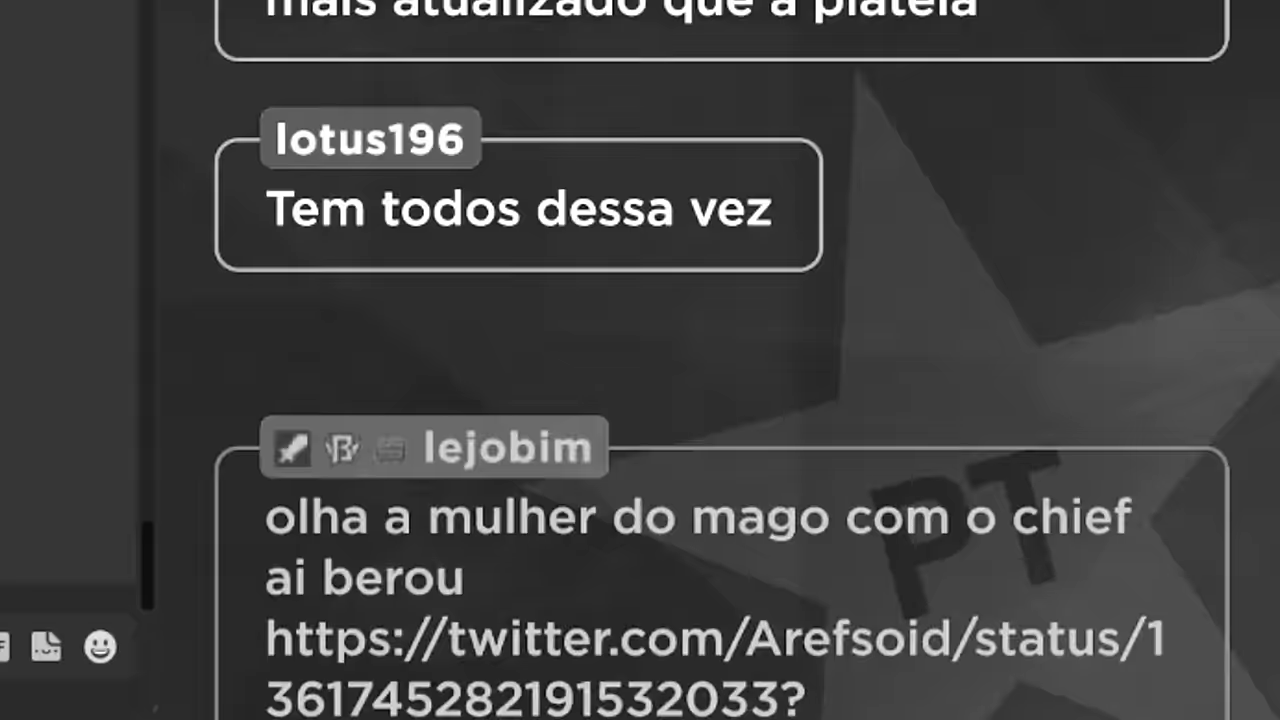 mais atualizado que a plateia
lotus196
Tem todos dessa vez
lejobim
olha a mulher do mago com o chief
ai berou
https://twitter.com/Arefsoid/status/1
361745282191532033?
PT